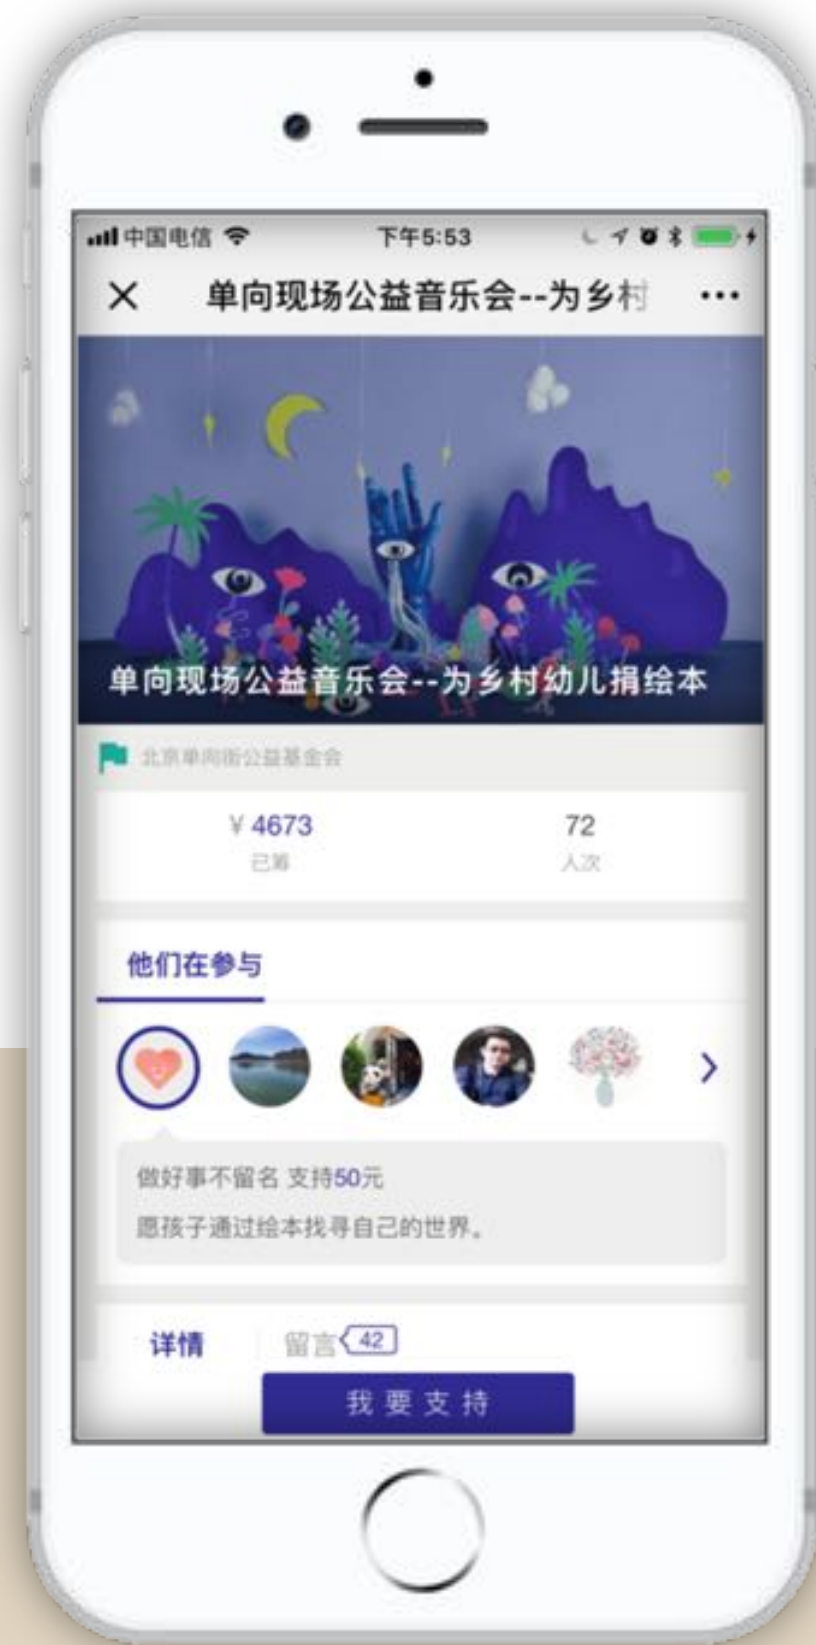 中国电信
下午5:53
单向现场公益音乐会--为乡村
单向现场公益音乐会--为乡村幼儿捐绘本
北京单向街公益基金会
¥ 4673
72
已筹
人次
他们在参与
做好事不留名 支持50元
愿孩子通过绘本找寻自己的世界。
详情
留言 42
我要支持